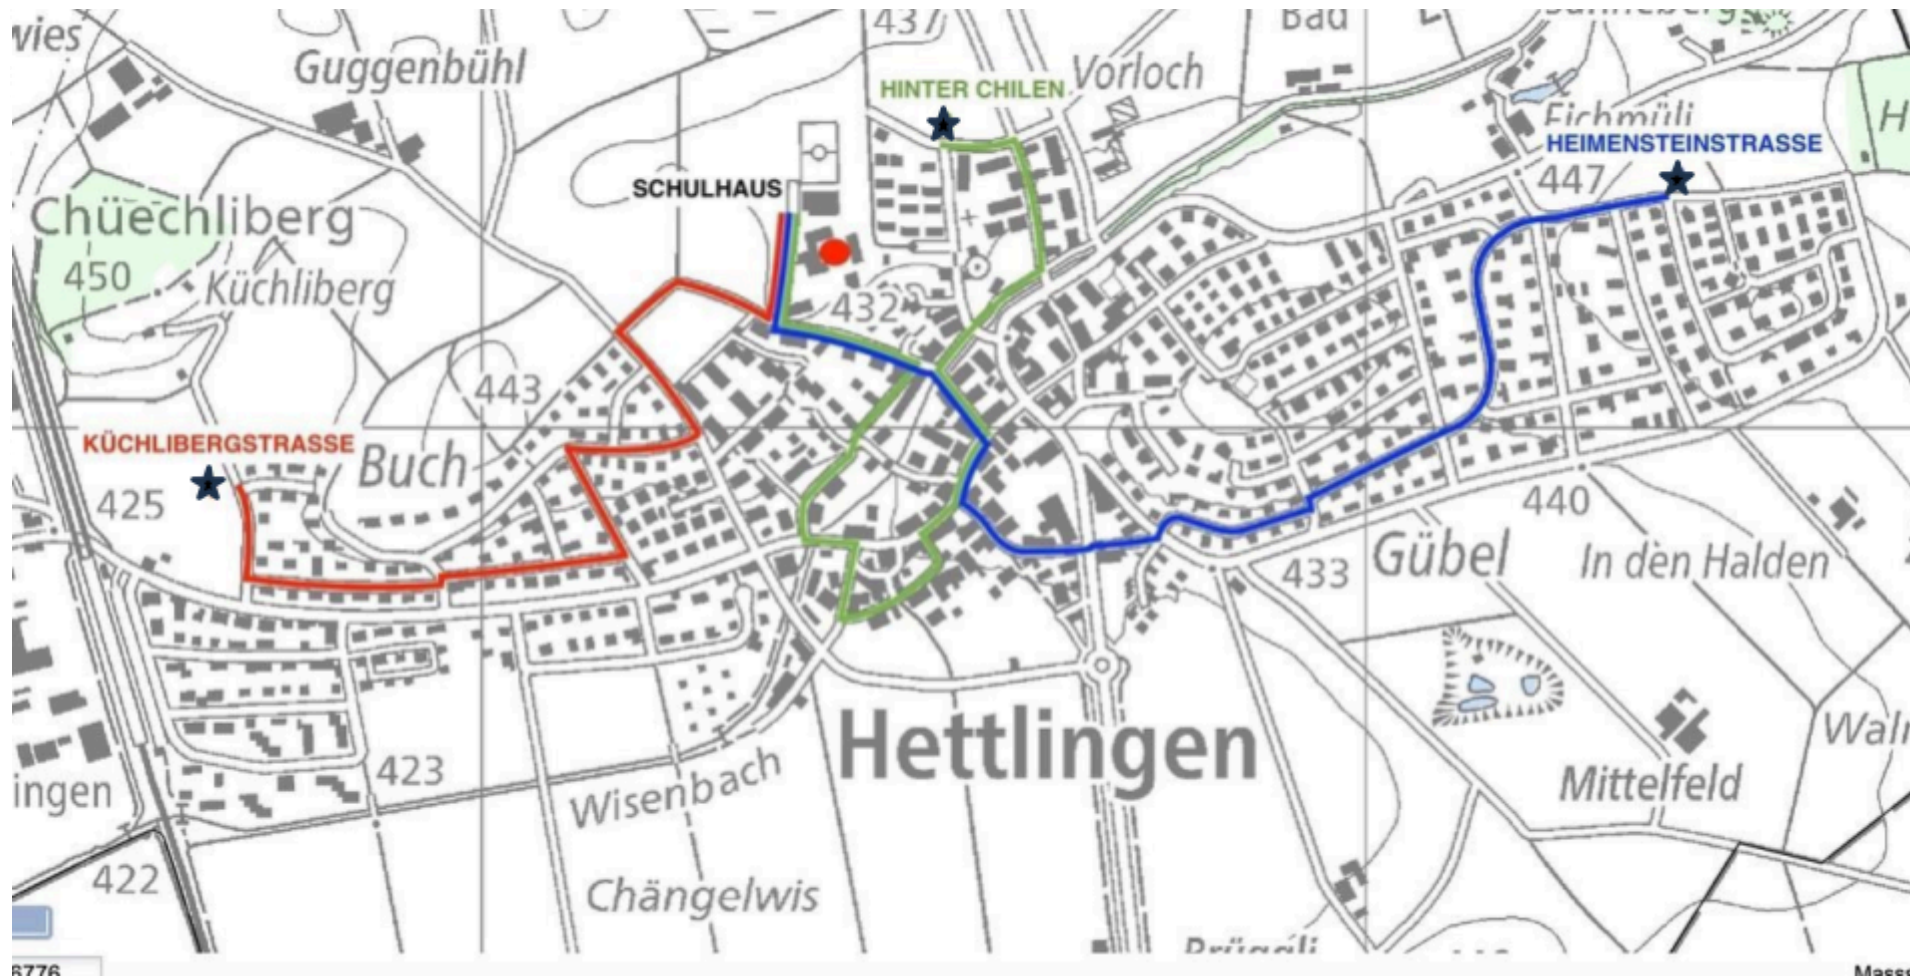 437
Bad
wies
Guggenbühl
Vorloch
HINTER CHILEN
Eichmüli
HEIMENSTEINSTRASSE
H
SCHULHAUS
447
Chüechliberg
450
Küchliberg
432
443
KÜCHLIBERGSTRASSE
Buch
425
440
Gübel
In den Halden
433
Hettlingen
423
ingen
Wisenbach
Mittelfeld
422
Chängelwis
6776